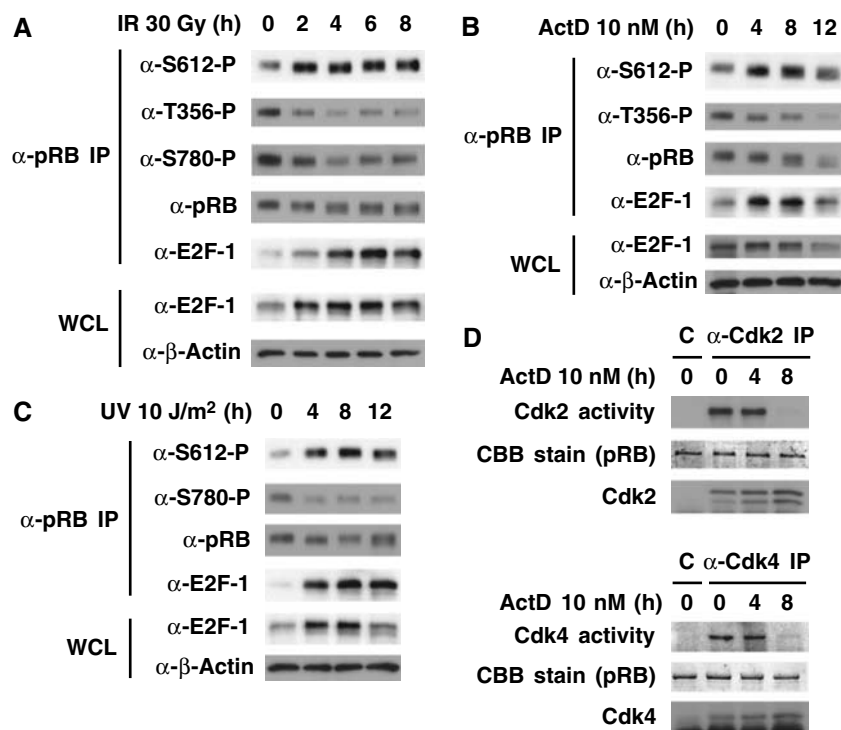 A
IR 30 Gy (h) 0 2 4 6 8
α-pRB IP
α-S612-P
α-T356-P
α-S780-P
α-pRB
α-E2F-1
WCL
α-E2F-1
α-β-Actin
B
ActD 10 nM (h) 0 4 8 12
α-pRB IP
α-S612-P
α-T356-P
α-pRB
α-E2F-1
WCL
α-E2F-1
α-β-Actin
C
UV 10 J/m² (h) 0 4 8 12
α-pRB IP
α-S612-P
α-S780-P
α-pRB
α-E2F-1
WCL
α-E2F-1
α-β-Actin
D
C α-Cdk2 IP
ActD 10 nM (h) 0 0 4 8
Cdk2 activity
CBB stain (pRB)
Cdk2
C α-Cdk4 IP
ActD 10 nM (h) 0 0 4 8
Cdk4 activity
CBB stain (pRB)
Cdk4